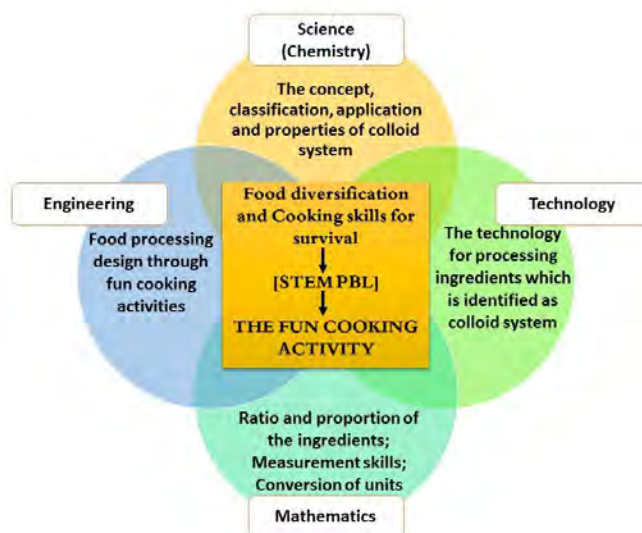 Science
(Chemistry)
The concept,
classification, application
and properties of colloid
system
Engineering
Food processing
design through
fun cooking
activities
Food diversification
and Cooking skills for
survival
[STEM PBL]
THE FUN COOKING
ACTIVITY
Technology
The technology
for processing
ingredients which
is identified as
colloid system
Ratio and proportion of
the ingredients;
Measurement skills;
Conversion of units
Mathematics